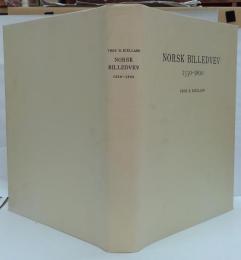 THOR B. KIELLAND
NORSK
BILLEDVEV
1550-1800
NORSK BILLEDVEV
1550-1800
THOR B. KIELLAND